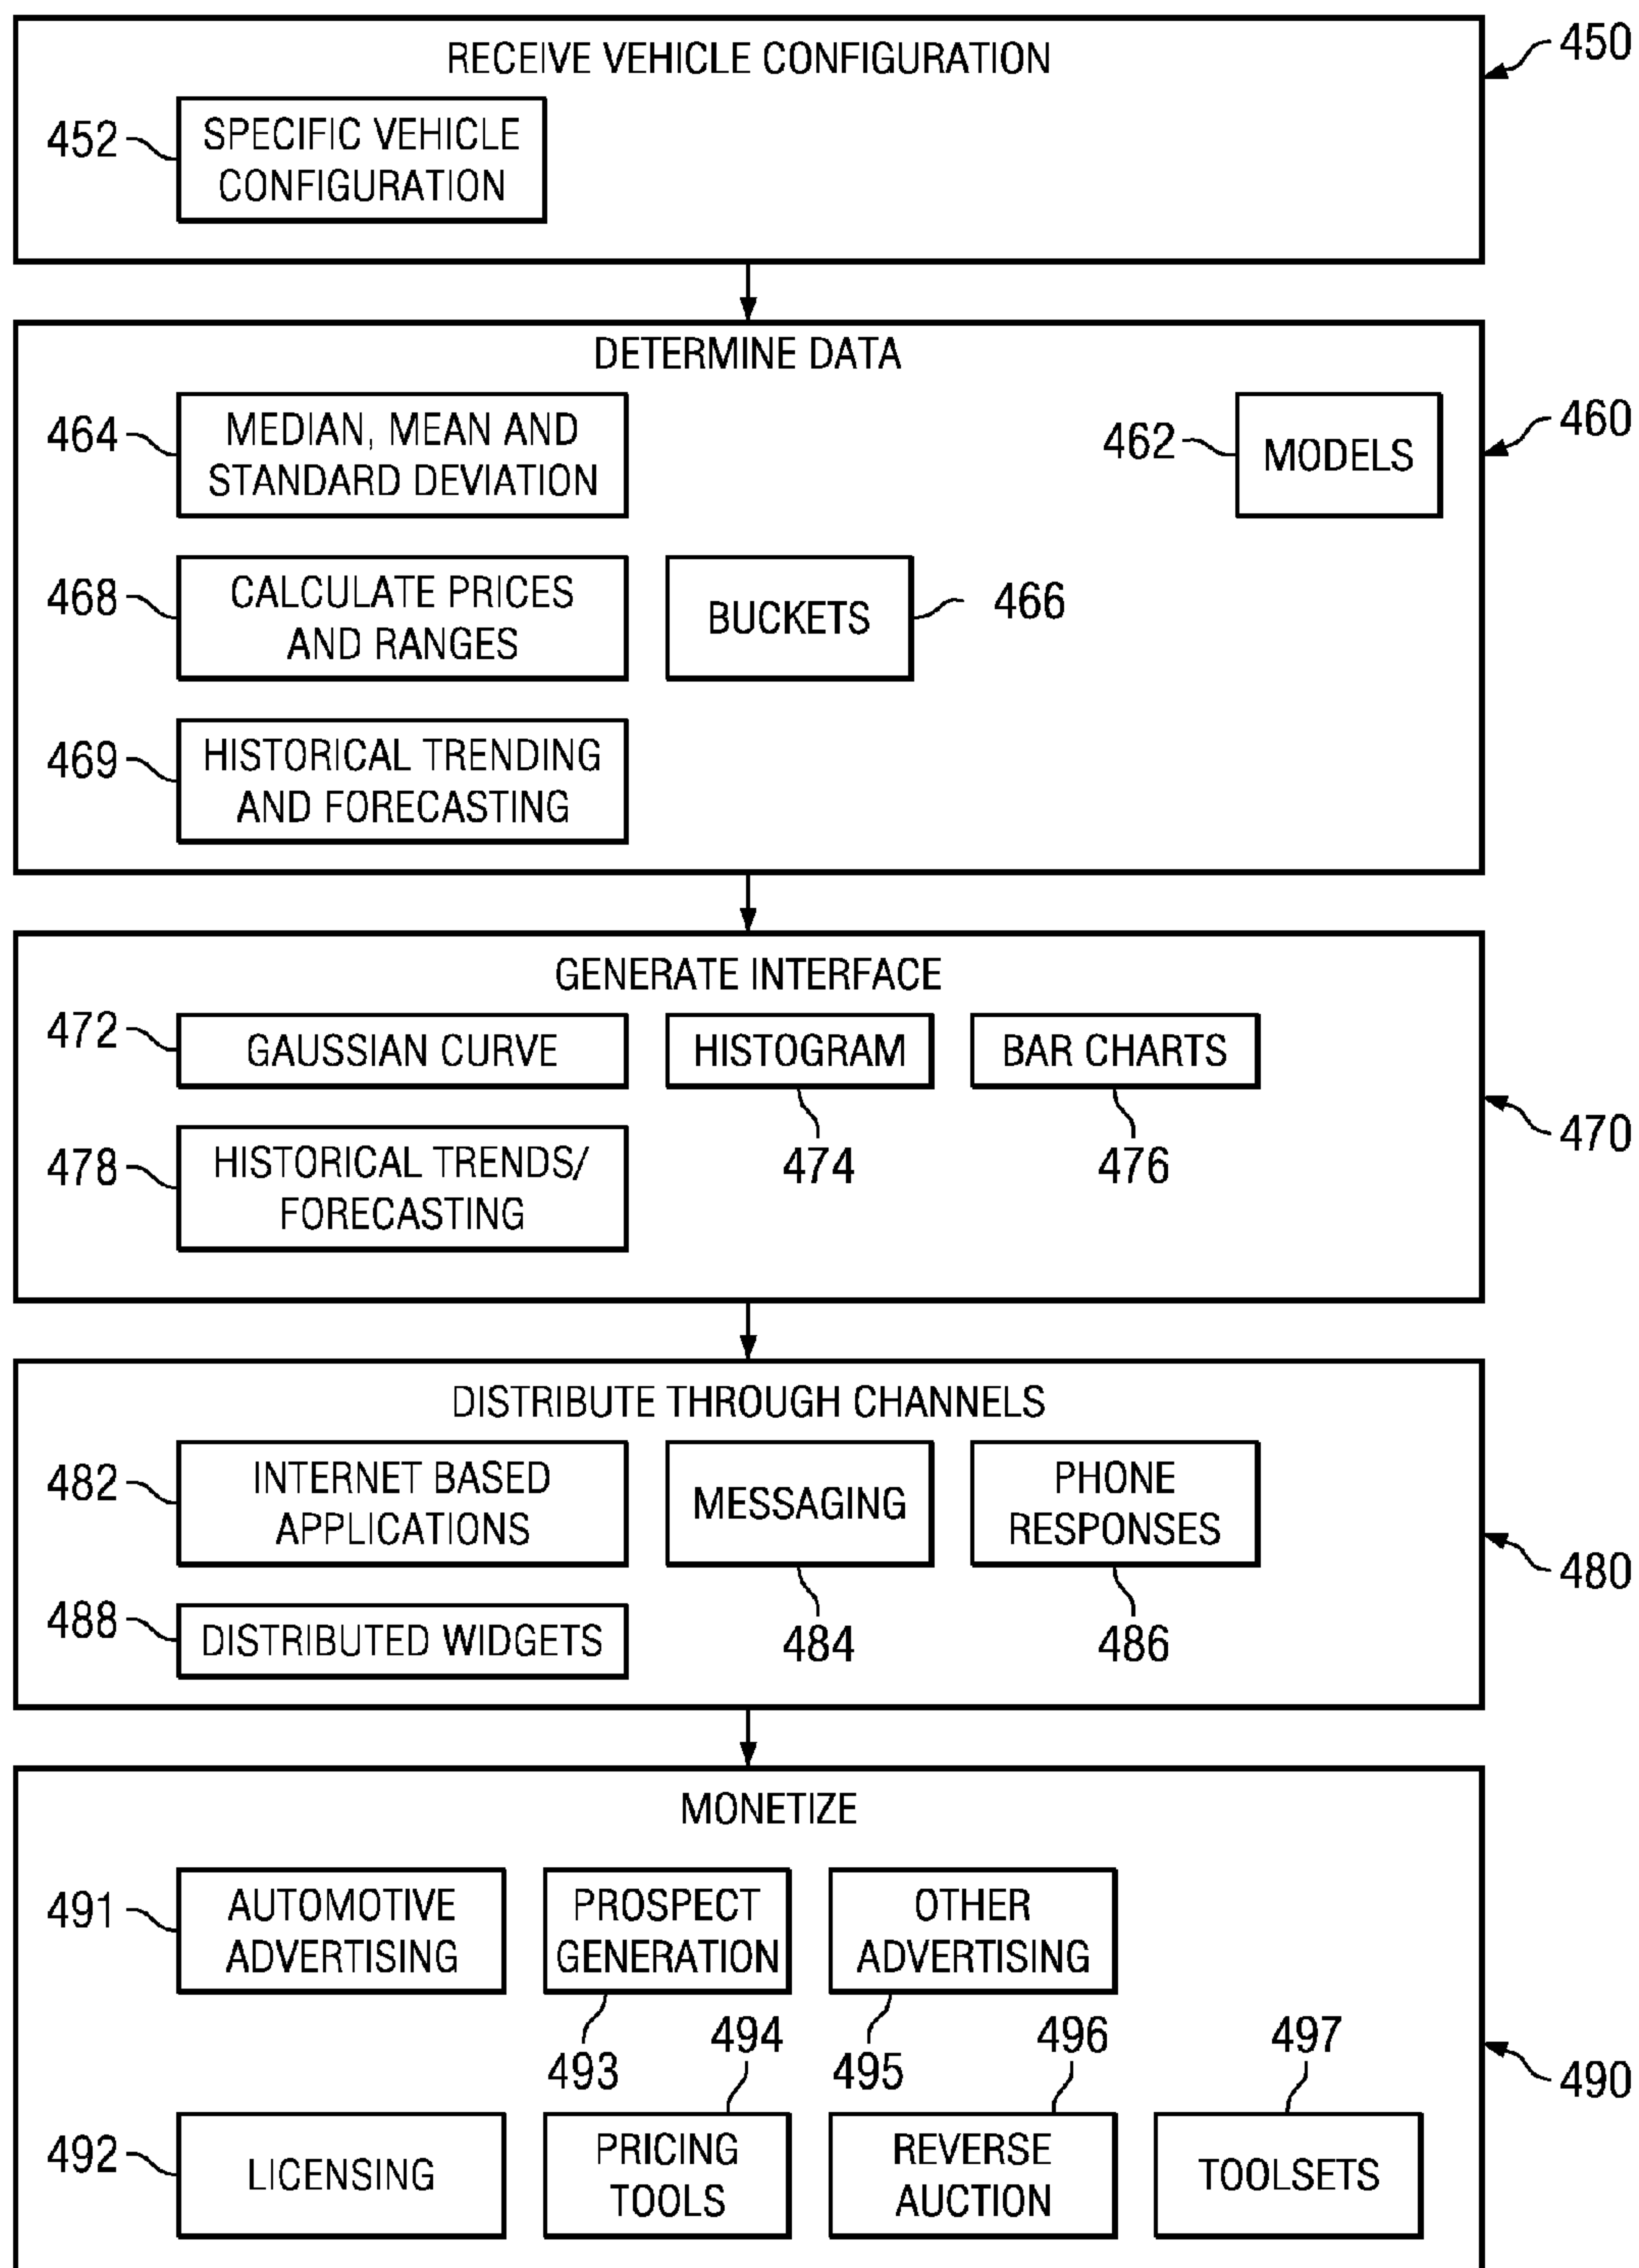 RECEIVE VEHICLE CONFIGURATION
450
452
SPECIFIC VEHICLE
CONFIGURATION
DETERMINE DATA
460
464
MEDIAN, MEAN AND
STANDARD DEVIATION
462
MODELS
468
CALCULATE PRICES
AND RANGES
BUCKETS
466
469
HISTORICAL TRENDING
AND FORECASTING
GENERATE INTERFACE
470
472
GAUSSIAN CURVE
HISTOGRAM
BAR CHARTS
474
476
478
HISTORICAL TRENDS/
FORECASTING
DISTRIBUTE THROUGH CHANNELS
480
482
INTERNET BASED
APPLICATIONS
MESSAGING
PHONE
RESPONSES
484
486
488
DISTRIBUTED WIDGETS
MONETIZE
490
491
AUTOMOTIVE
ADVERTISING
PROSPECT
GENERATION
OTHER
ADVERTISING
493
494
495
496
497
492
LICENSING
PRICING
TOOLS
REVERSE
AUCTION
TOOLSETS